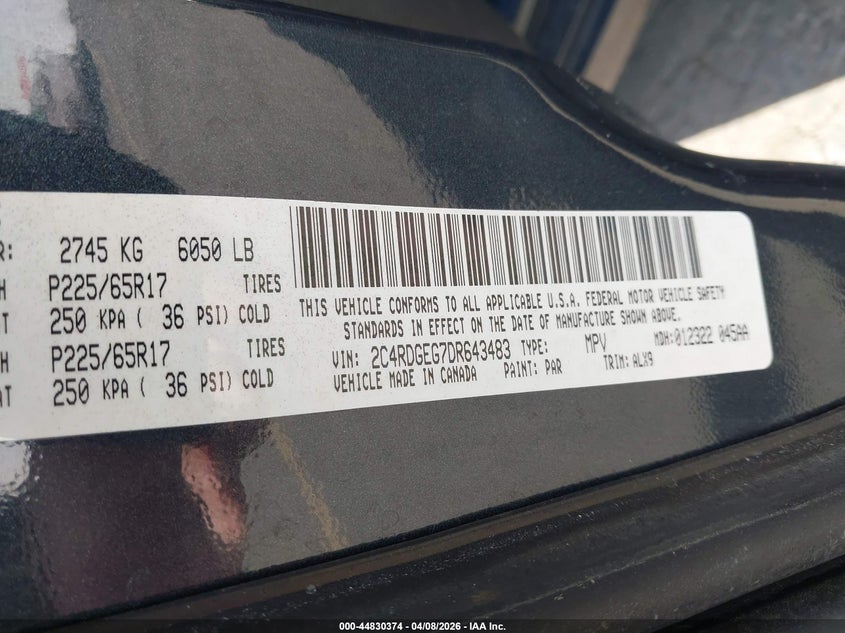 R: 2745 KG 6050 LB
H P225/65R17 TIRES
T 250 KPA ( 36 PSI) COLD
H P225/65R17 TIRES
AT 250 KPA ( 36 PSI) COLD
THIS VEHICLE CONFORMS TO ALL APPLICABLE U.S.A. FEDERAL MOTOR VEHICLE SAFETY
STANDARDS IN EFFECT ON THE DATE OF MANUFACTURE SHOWN ABOVE.
VIN: 2C4RDGEG7DR643483 TYPE: MPV MDH:012322 045AA
VEHICLE MADE IN CANADA PAINT: PAR TRIM: ALX9
000-44830374 - 04/08/2026 - IAA Inc.